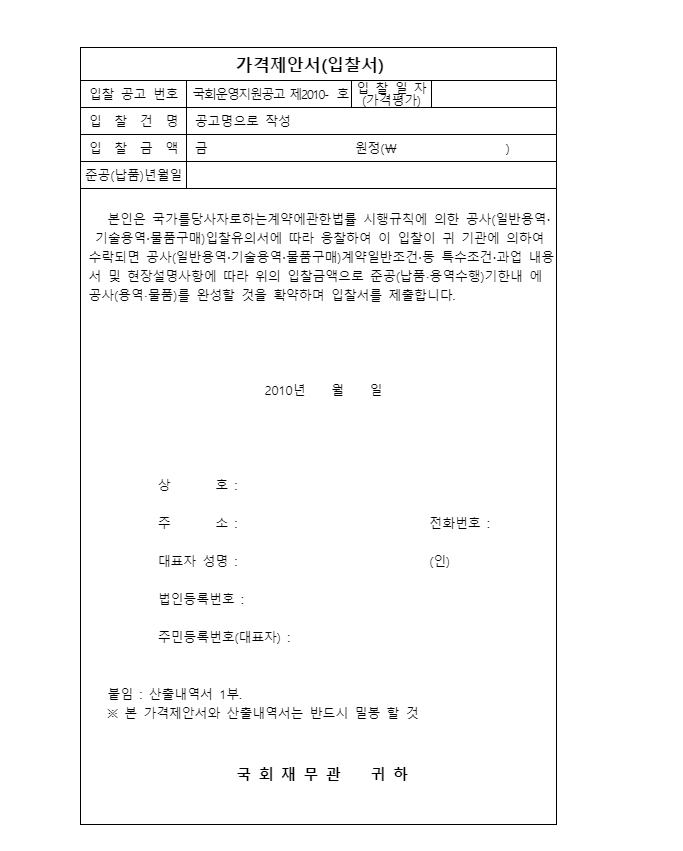 가격제안서(입찰서)
입찰 공고 번호 국회운영지원공고 제2010- 호 입 찰 일 자
(가격평가)
입 찰 건 명 공고명으로 작성
입 찰 금 액 금 원정(₩ )
준공(납품)년월일
본인은 국가를당사자로하는계약에관한법률 시행규칙에 의한 공사(일반용역·
기술용역·물품구매)입찰유의서에 따라 응찰하여 이 입찰이 귀 기관에 의하여
수락되면 공사(일반용역·기술용역·물품구매)계약일반조건·동 특수조건·과업 내용
서 및 현장설명사항에 따라 위의 입찰금액으로 준공(납품·용역수행)기한내 에
공사(용역·물품)를 완성할 것을 확약하며 입찰서를 제출합니다.
2010년 월 일
상 호 :
주 소 : 전화번호 :
대표자 성명 : (인)
법인등록번호 :
주민등록번호(대표자) :
붙임 : 산출내역서 1부.
※ 본 가격제안서와 산출내역서는 반드시 밀봉 할 것
국 회 재 무 관 귀 하